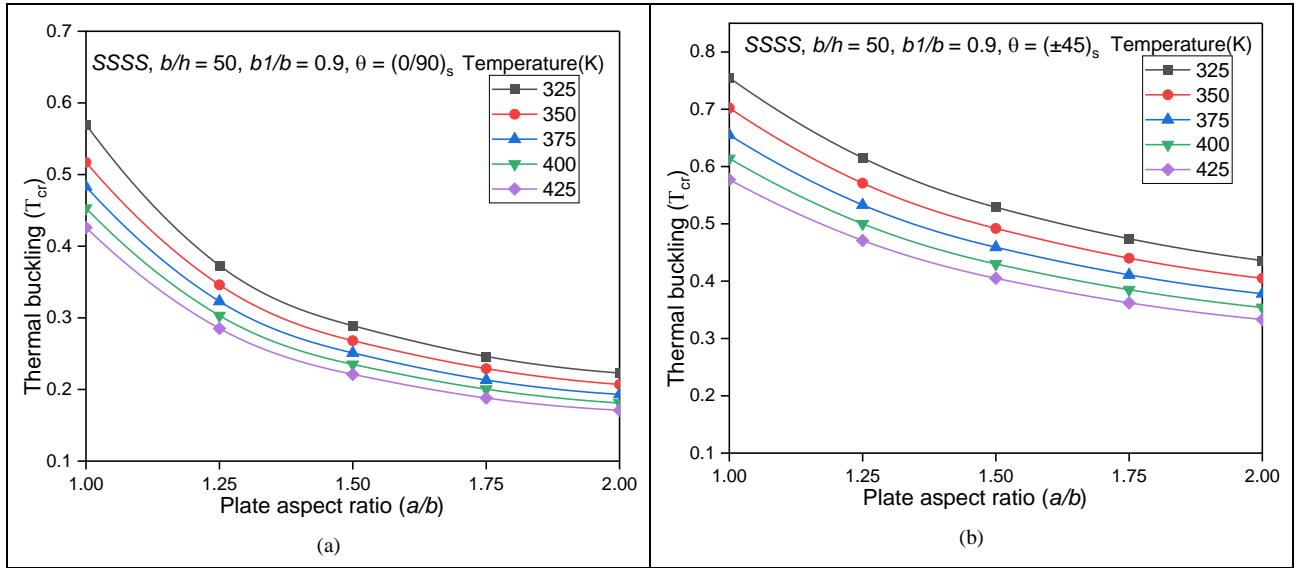 SSSS, b/h = 50, b1/b = 0.9, θ = (0/90)s Temperature(K)
325
350
375
400
425
0.7
0.6
0.5
0.4
0.3
0.2
0.1
Thermal buckling (Tcr)
1.00 1.25 1.50 1.75 2.00
Plate aspect ratio (a/b)
(a)
SSSS, b/h = 50, b1/b = 0.9, θ = (±45)s Temperature(K)
325
350
375
400
425
0.8
0.7
0.6
0.5
0.4
0.3
0.2
0.1
Thermal buckling (Tcr)
1.00 1.25 1.50 1.75 2.00
Plate aspect ratio (a/b)
(b)